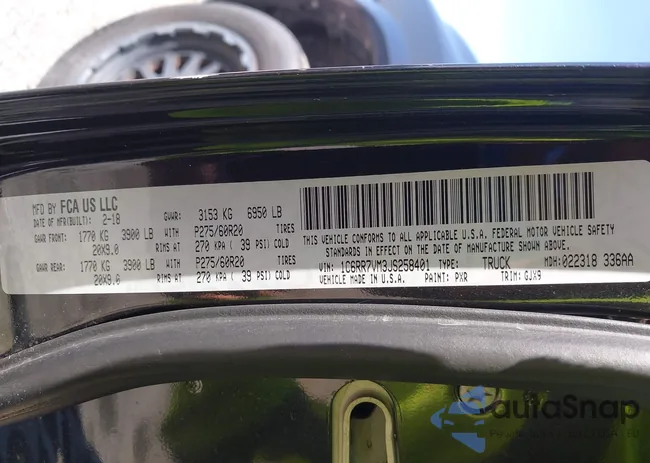 MFD BY FCA US LLC
DATE OF MFR(BUILT): 2-18
GVWR: 3153 KG 6950 LB
GAWR FRONT: 1770 KG 3900 LB WITH P275/60R20 TIRES
20X9.0 RIMS AT 270 KPA ( 39 PSI) COLD
GAWR REAR: 1770 KG 3900 LB WITH P275/60R20 TIRES
20X9.0 RIMS AT 270 KPA ( 39 PSI) COLD
THIS VEHICLE CONFORMS TO ALL APPLICABLE U.S.A. FEDERAL MOTOR VEHICLE SAFETY
STANDARDS IN EFFECT ON THE DATE OF MANUFACTURE SHOWN ABOVE.
VIN: 1C6RR7VM3JS258401 TYPE: TRUCK MDH: 022318 336AA
VEHICLE MADE IN U.S.A. PAINT: PXR TRIM: GJX9
autoSnap